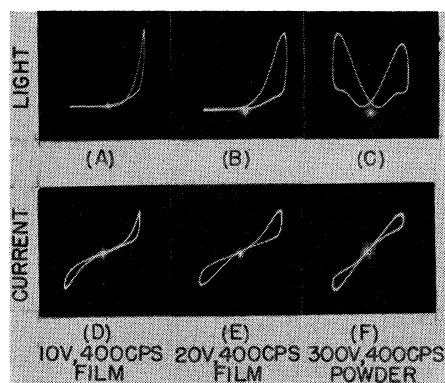 LIGHT
(A) (B) (C)
CURRENT
(D) (E) (F)
10V,400CPS 20V,400CPS 300V,400CPS
FILM FILM POWDER